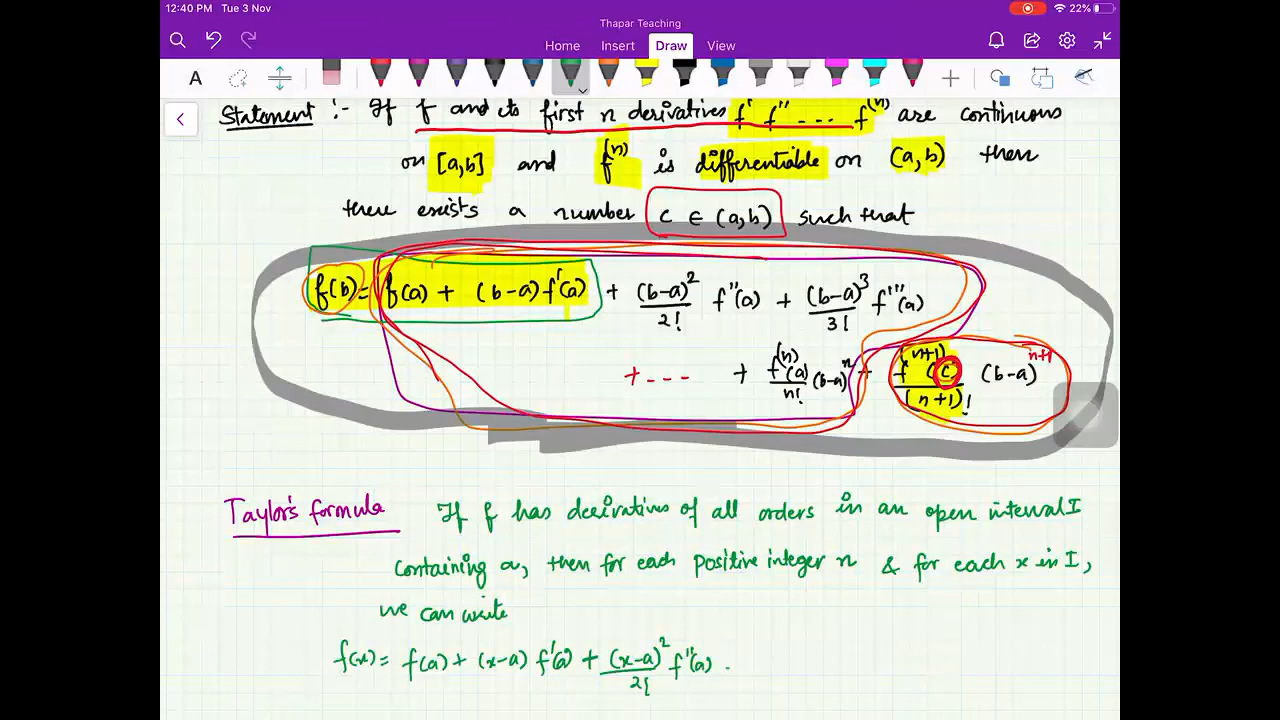 12:40 PM Tue 3 Nov
22%
Thapar Teaching
Home Insert Draw View
A
Statement :- If f and its first n derivatives f' f'' --- f^(n) are continuous
on [a,b] and f^(n) is differentiable on (a,b) then
there exists a number c ∈ (a,b) such that
f(b) = f(a) + (b-a) f'(a) + (b-a)^2/2! f''(a) + (b-a)^3/3! f'''(a)
+ --- + f^(n)(a)/n! (b-a)^n + f^(n+1)(c)/(n+1)! (b-a)^n+1
Taylor's formula If f has derivatives of all orders in an open interval I
containing a, then for each positive integer n & for each x in I,
we can write
f(x) = f(a) + (x-a) f'(a) + (x-a)^2/2! f''(a) .